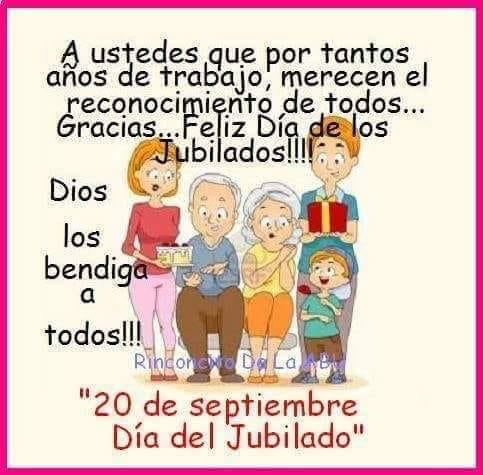 A ustedes que por tantos
años de trabajo, merecen el
reconocimiento de todos...
Gracias...Feliz Día de los
Jubilados!!!!
Dios
los
bendiga
a
todos!!!
Rinconcito De La Abu
"20 de septiembre
Día del Jubilado"